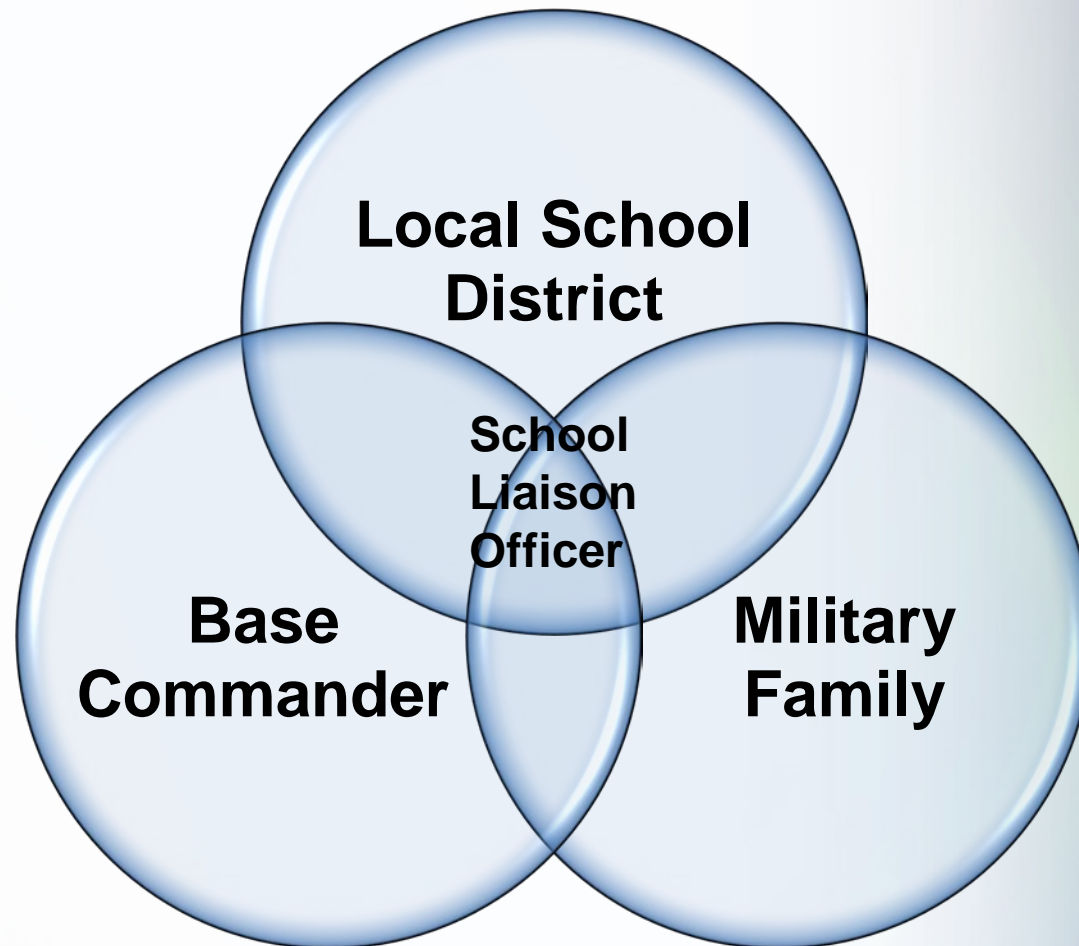 Local School
District
School
Liaison
Officer
Base
Commander
Military
Family